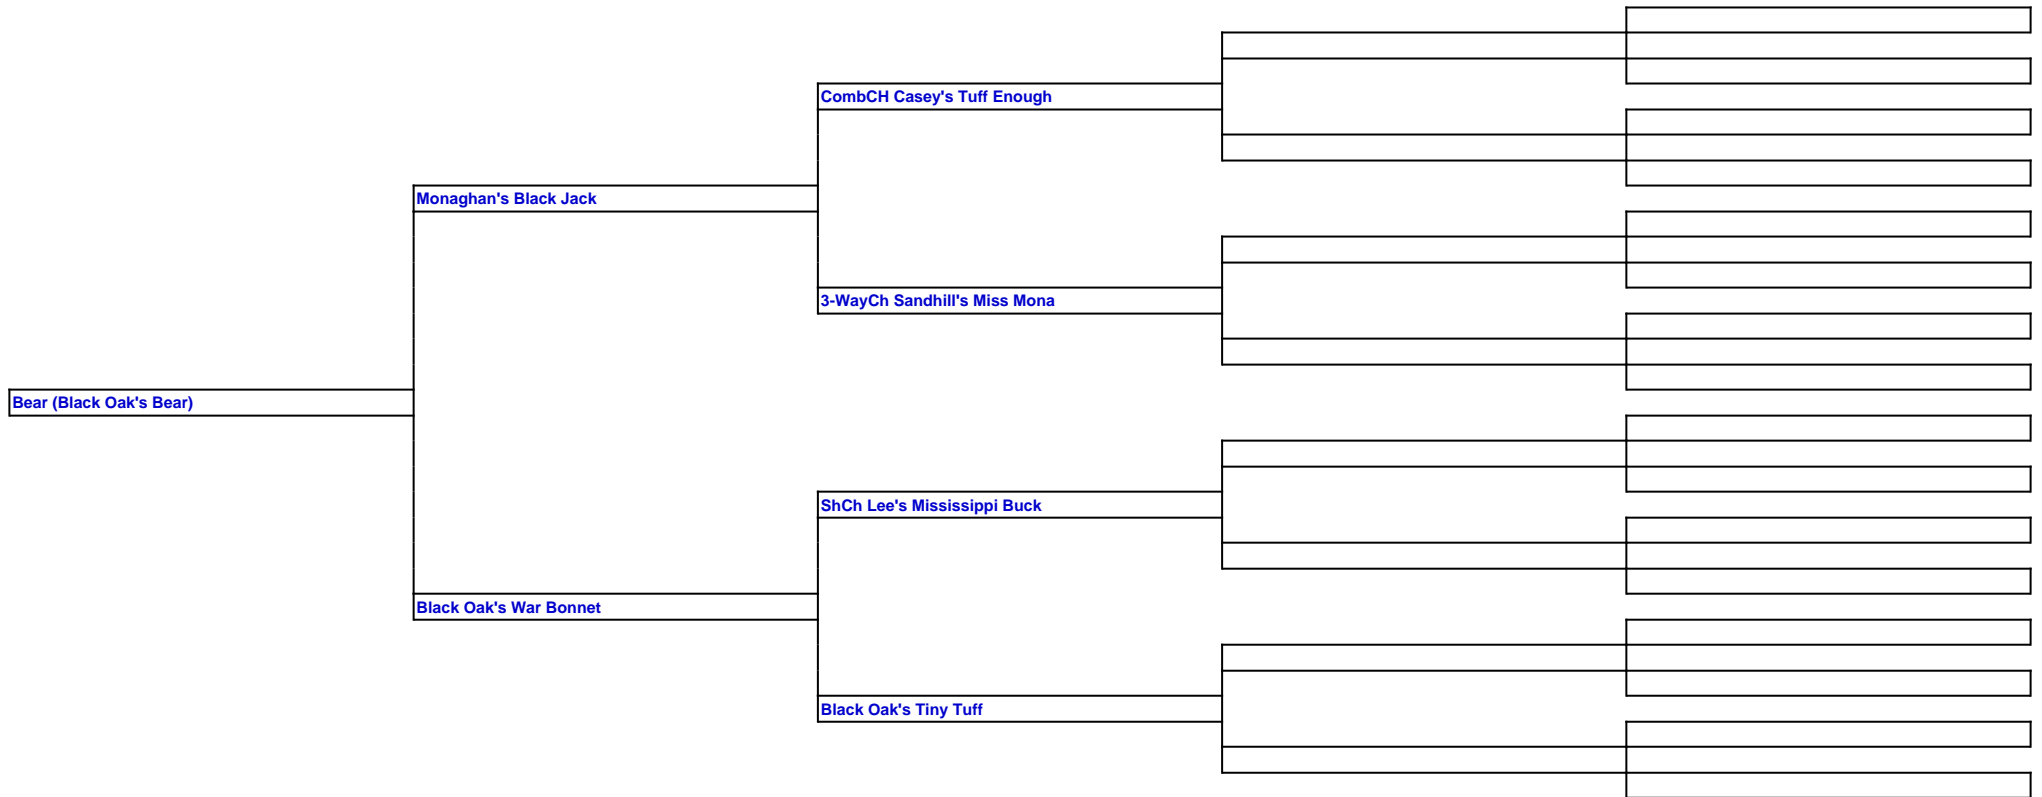 CombCH Casey's Tuff Enough
Monaghan's Black Jack
3-WayCh Sandhill's Miss Mona
Bear (Black Oak's Bear)
ShCh Lee's Mississippi Buck
Black Oak's War Bonnet
Black Oak's Tiny Tuff